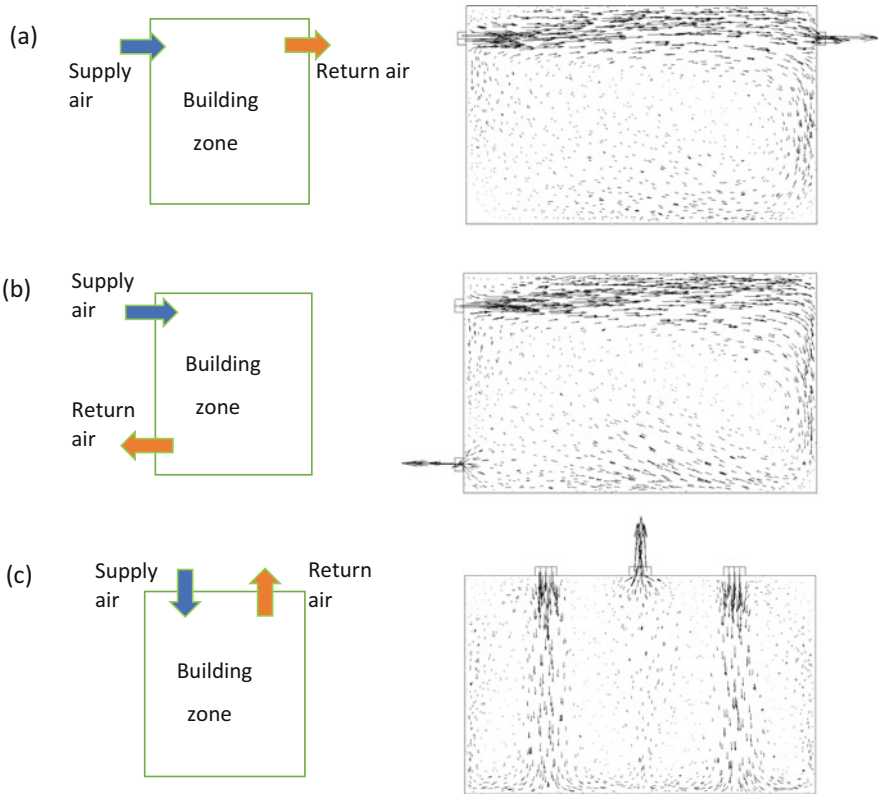 (a)
Supply
air
Return air
Building
zone
(b)
Supply
air
Building
zone
Return
air
(c)
Supply
air
Return
air
Building
zone